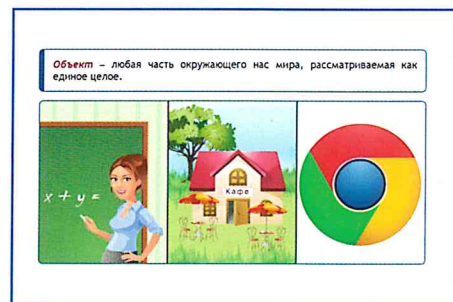 Объект – любая часть окружающего нас мира, рассматриваемая как
единое целое.
x + y =
Кафе